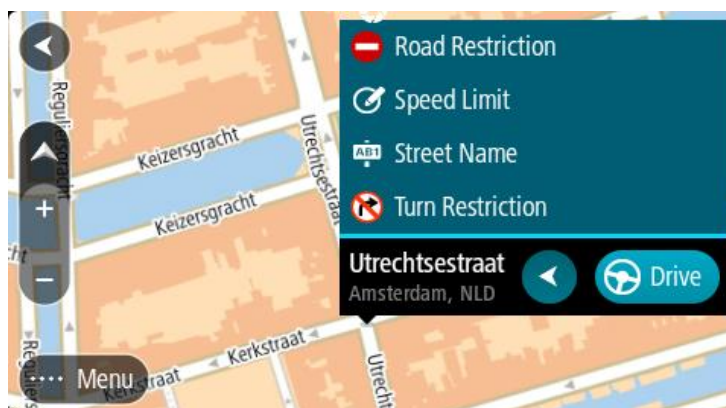 Road Restriction
Speed Limit
AB1 Street Name
Turn Restriction
Utrechtsestraat
Amsterdam, NLD
Drive
Reguliersgracht
Keizersgracht
Utrechtsestraat
Keizersgracht
+
-
Kerkstraat
Menu
Utrecht